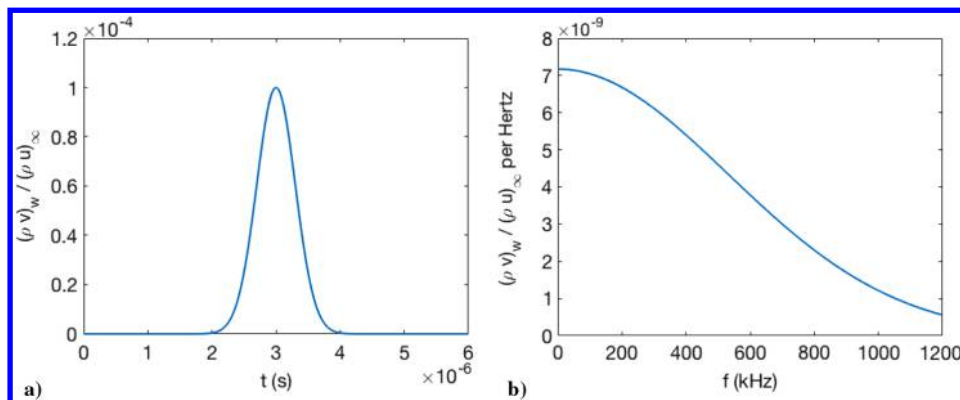 ×10⁻⁴
1.2
1
0.8
0.6
0.4
0.2
0
(ρ v)w / (ρ u)∞
0 1 2 3 4 5 6
t (s) ×10⁻⁶
a)
×10⁻⁹
8
7
6
5
4
3
2
1
0
(ρ v)w / (ρ u)∞ per Hertz
0 200 400 600 800 1000 1200
f (kHz)
b)